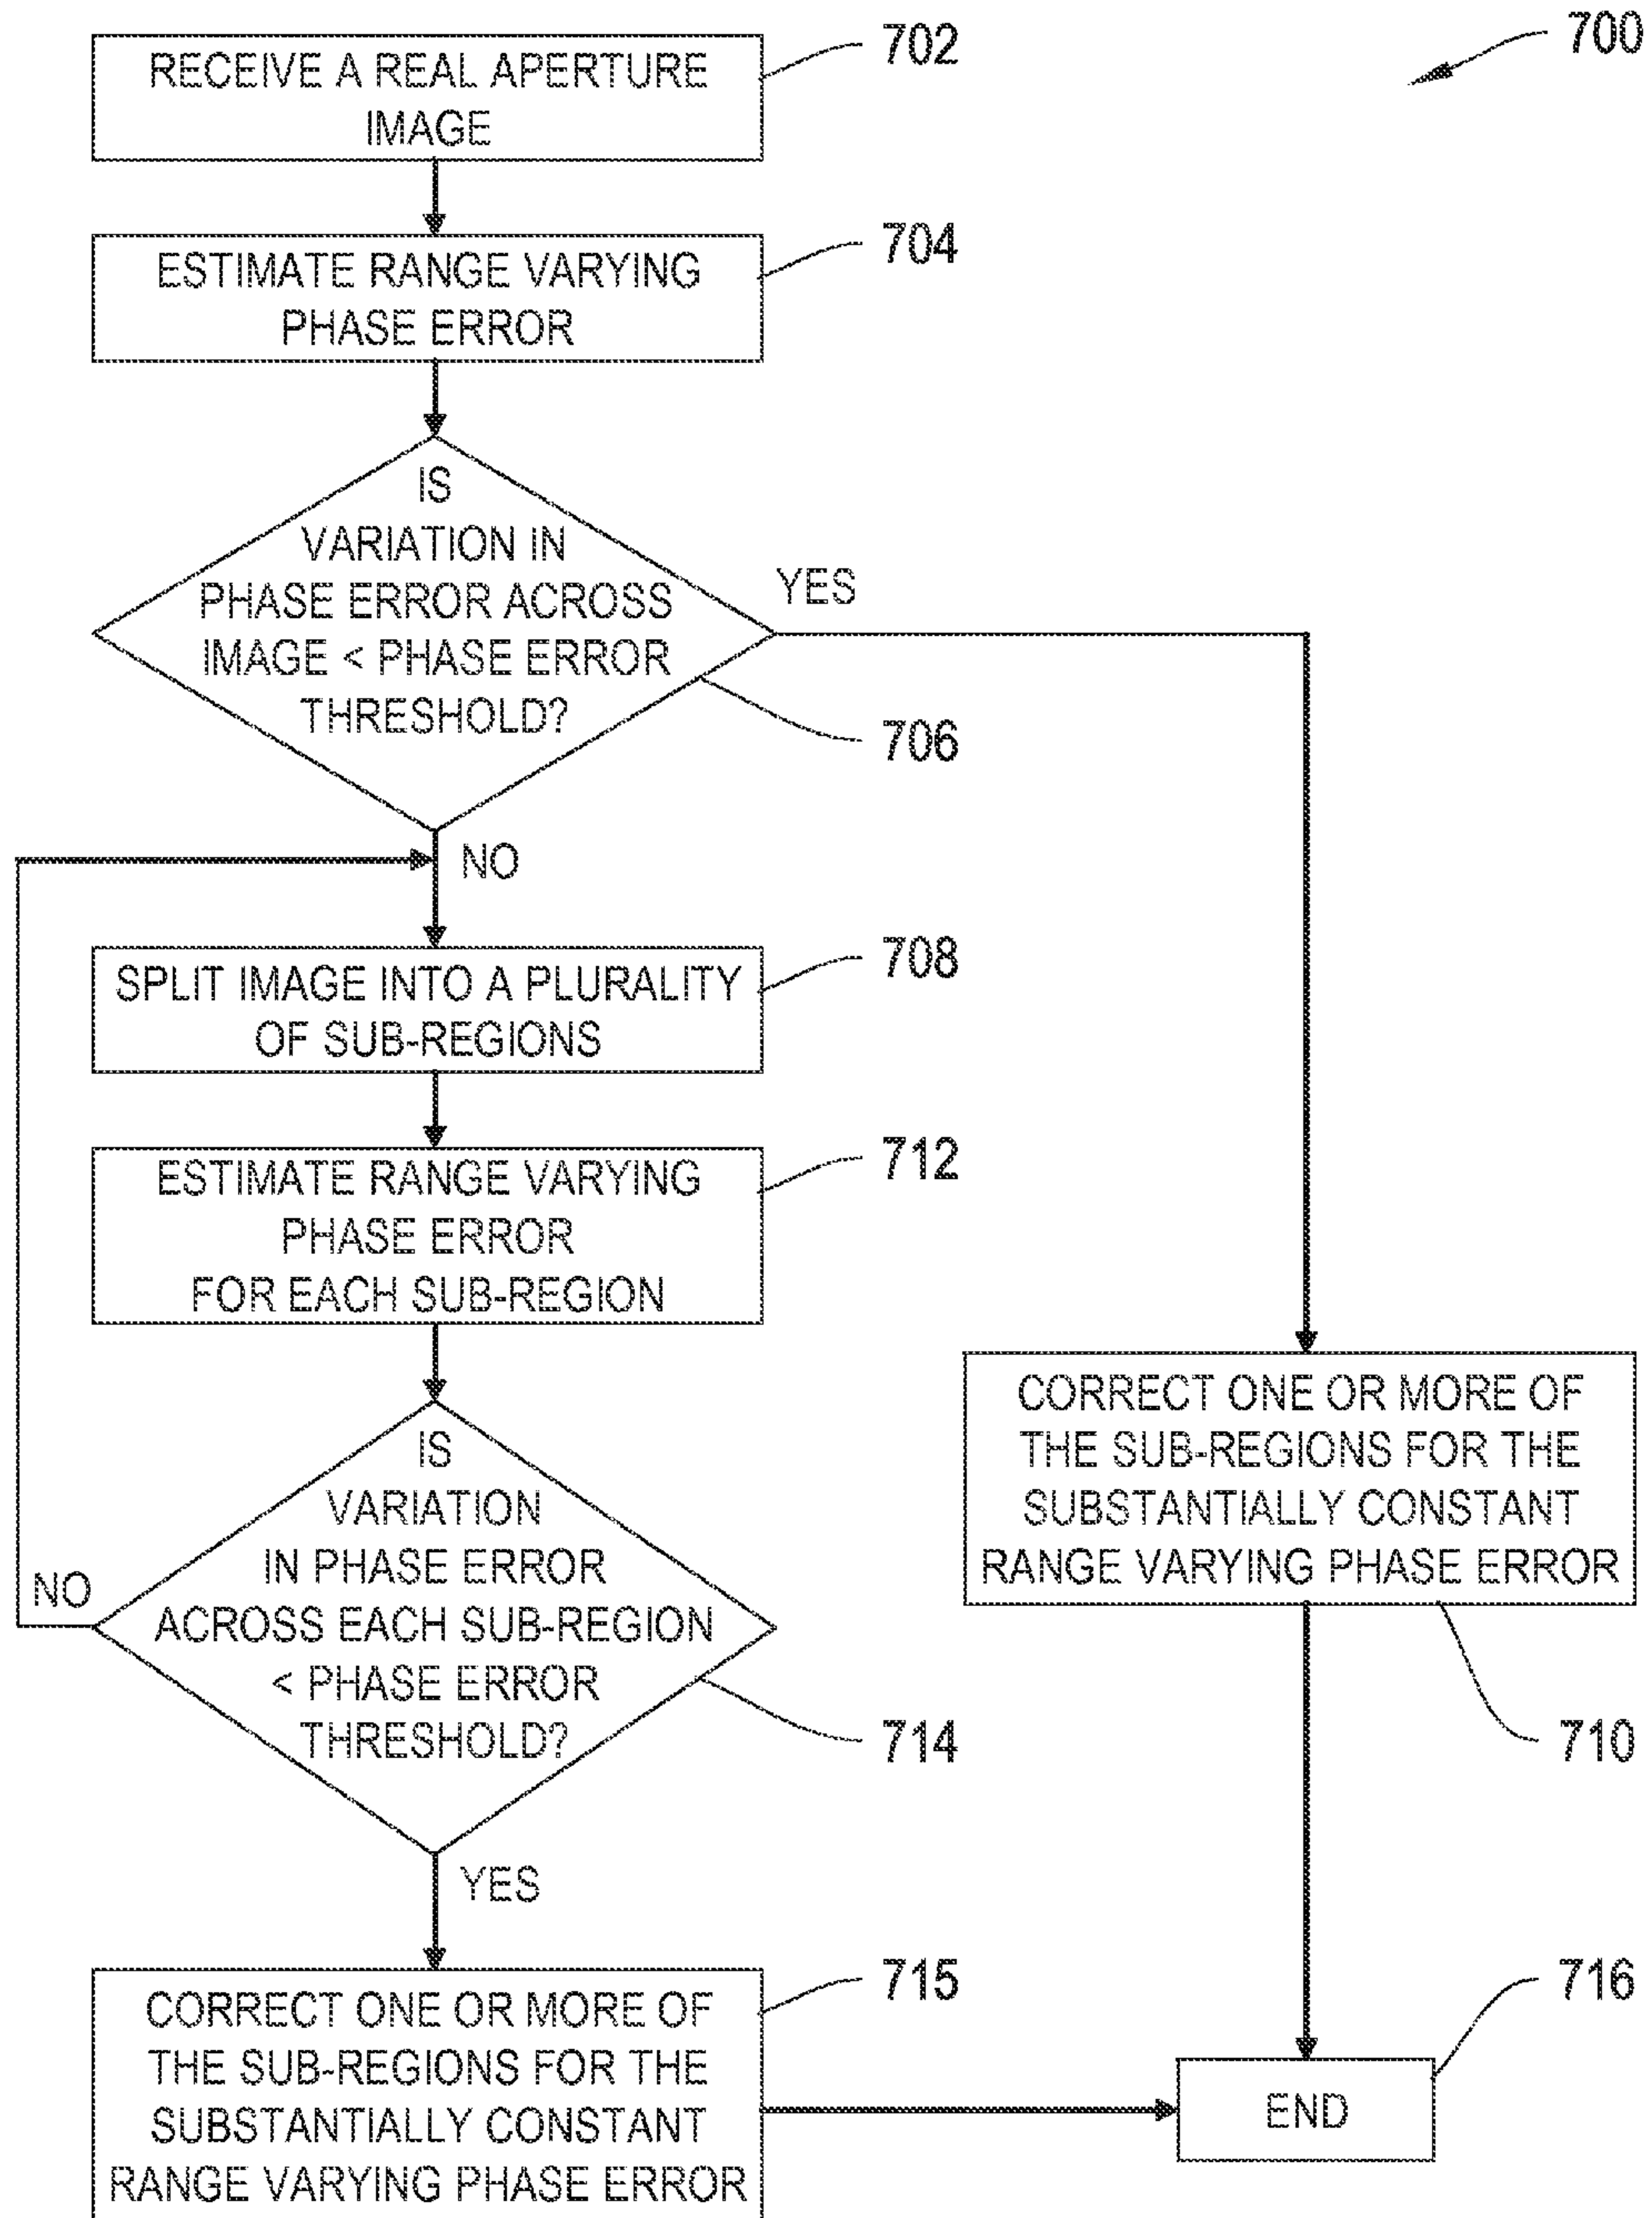 700
RECEIVE A REAL APERTURE
IMAGE
702
ESTIMATE RANGE VARYING
PHASE ERROR
704
IS
VARIATION IN
PHASE ERROR ACROSS
IMAGE < PHASE ERROR
THRESHOLD?
YES
706
NO
SPLIT IMAGE INTO A PLURALITY
OF SUB-REGIONS
708
ESTIMATE RANGE VARYING
PHASE ERROR
FOR EACH SUB-REGION
712
IS
VARIATION
IN PHASE ERROR
ACROSS EACH SUB-REGION
< PHASE ERROR
THRESHOLD?
NO
714
YES
CORRECT ONE OR MORE OF
THE SUB-REGIONS FOR THE
SUBSTANTIALLY CONSTANT
RANGE VARYING PHASE ERROR
710
CORRECT ONE OR MORE OF
THE SUB-REGIONS FOR THE
SUBSTANTIALLY CONSTANT
RANGE VARYING PHASE ERROR
715
END
716